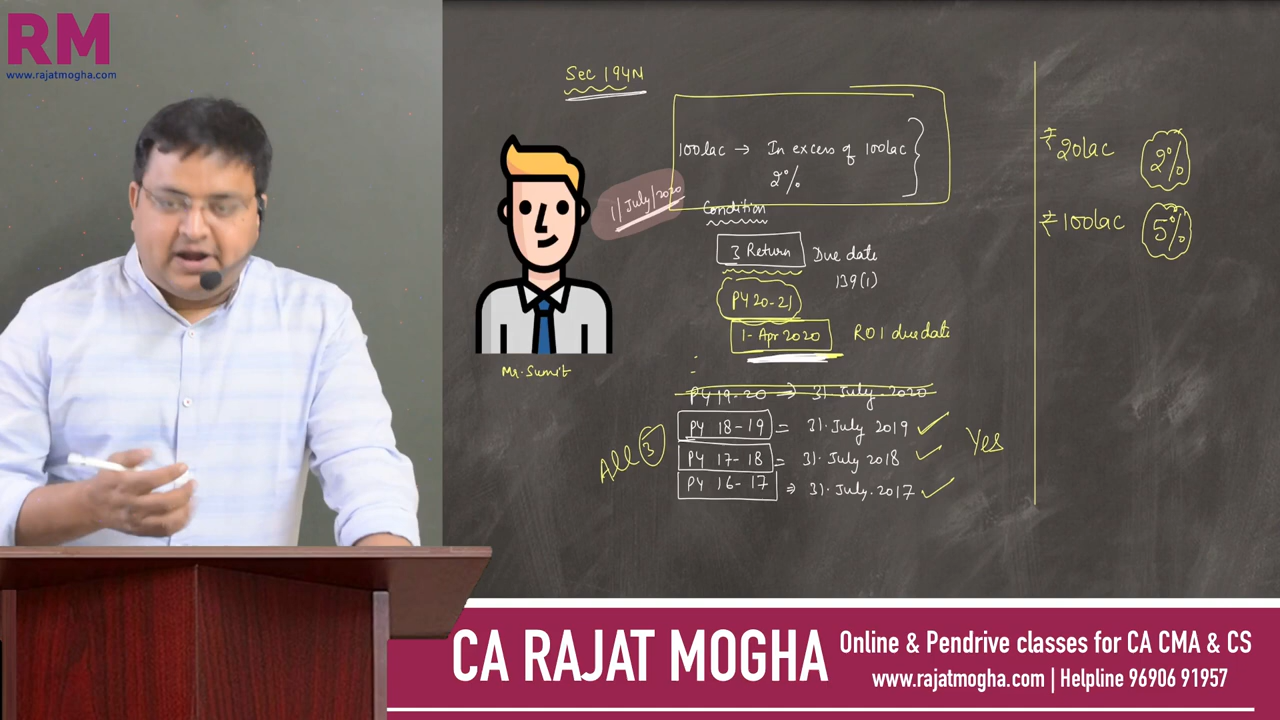 RM
www.rajatmogha.com
Sec 194N
100lac → In excess of 100lac
2%
1/July/2020
Condition
3 Return Due date
139(1)
PY 20-21
1-Apr 2020 ROI due date
Mr. Sumit
PY 19-20 ⇒ 31 July 2020
PY 18-19 = 31. July 2019 ✓
PY 17-18 = 31. July 2018 ✓
PY 16-17 ⇒ 31. July. 2017 ✓
All 3
Yes
₹20lac 2%
₹100lac 5%
CA RAJAT MOGHA
Online & Pendrive classes for CA CMA & CS
www.rajatmogha.com | Helpline 96906 91957